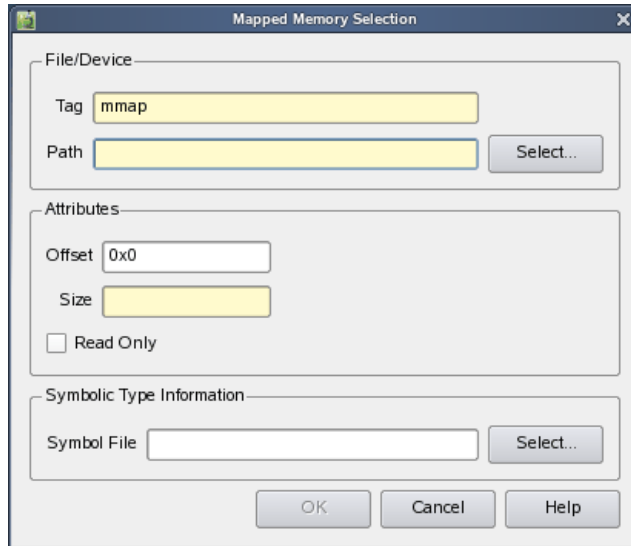 Mapped Memory Selection
File/Device
Tag mmap
Path Select...
Attributes
Offset 0x0
Size
Read Only
Symbolic Type Information
Symbol File Select...
OK Cancel Help